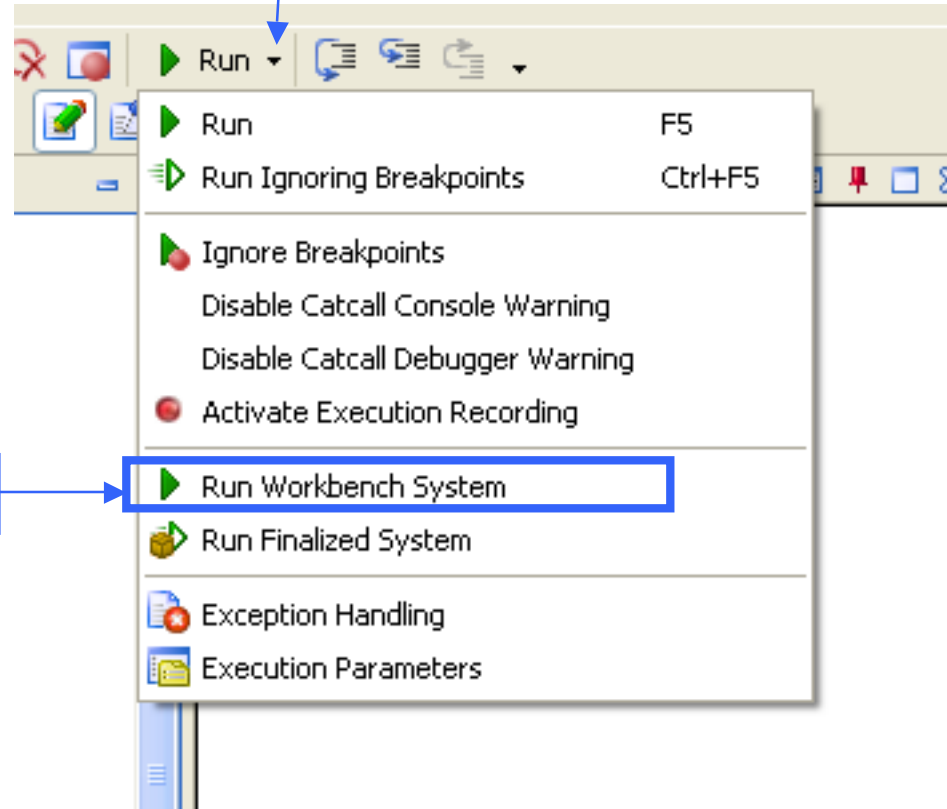 Run
Run F5
Run Ignoring Breakpoints Ctrl+F5
Ignore Breakpoints
Disable Catcall Console Warning
Disable Catcall Debugger Warning
Activate Execution Recording
Run Workbench System
Run Finalized System
Exception Handling
Execution Parameters